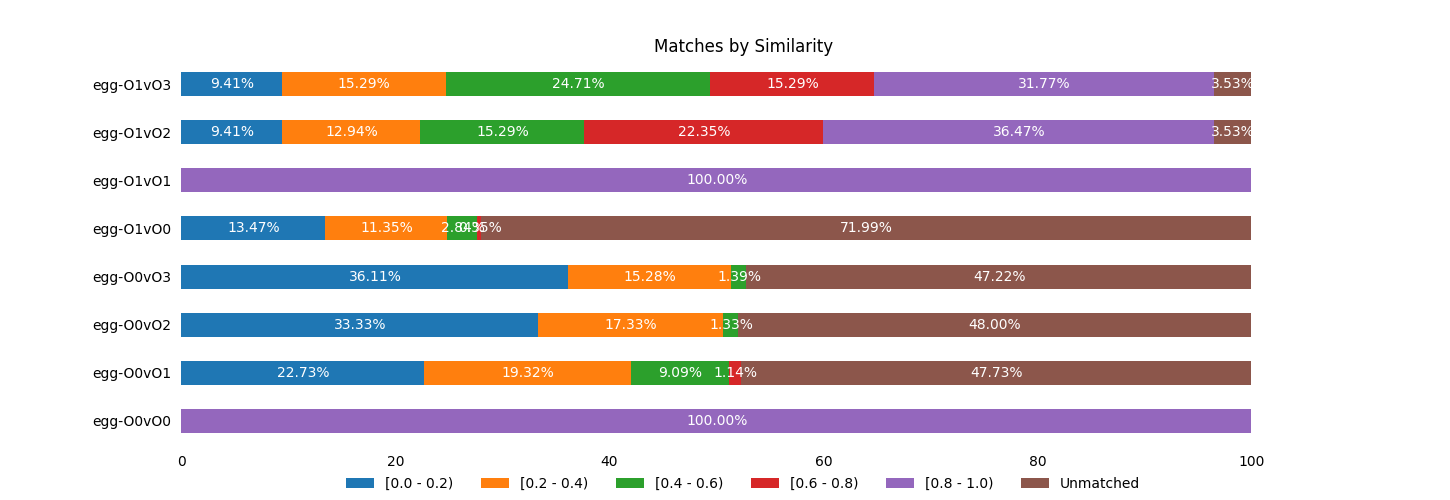 Matches by Similarity
egg-O1vO3 9.41% 15.29% 24.71% 15.29% 31.77% 3.53%
egg-O1vO2 9.41% 12.94% 15.29% 22.35% 36.47% 3.53%
egg-O1vO1 100.00%
egg-O1vO0 13.47% 11.35% 2.84% 0.35% 71.99%
egg-O0vO3 36.11% 15.28% 1.39% 47.22%
egg-O0vO2 33.33% 17.33% 1.33% 48.00%
egg-O0vO1 22.73% 19.32% 9.09% 1.14% 47.73%
egg-O0vO0 100.00%
0 20 40 60 80 100
[0.0 - 0.2) [0.2 - 0.4) [0.4 - 0.6) [0.6 - 0.8) [0.8 - 1.0) Unmatched